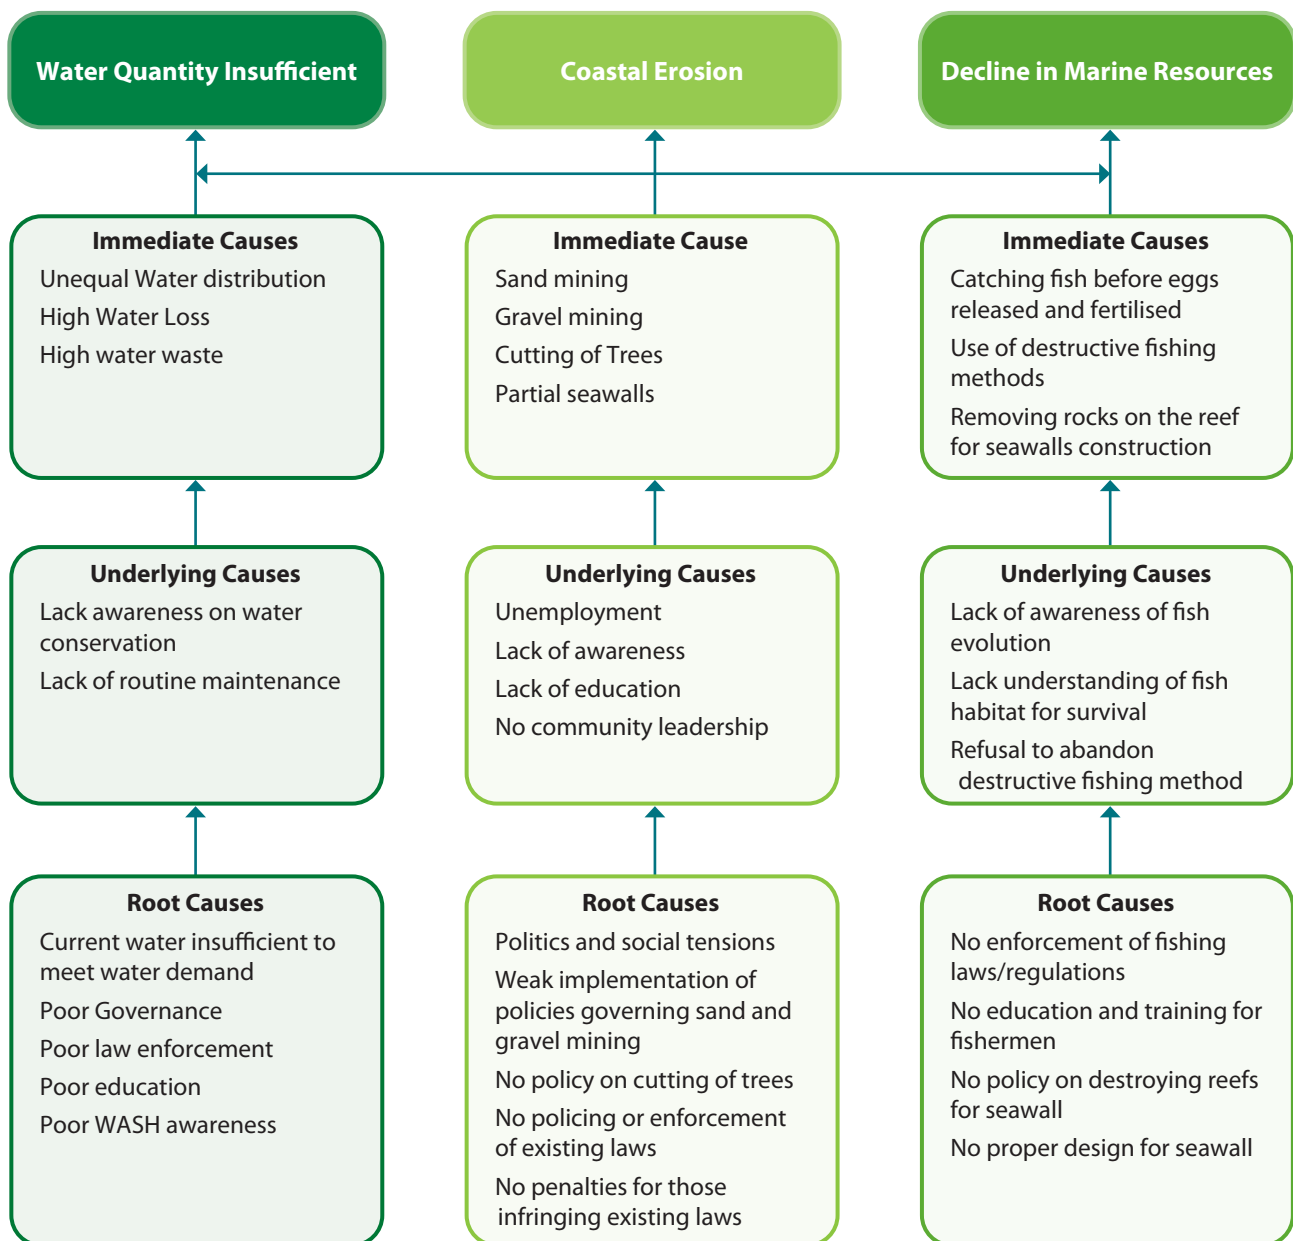 Water Quantity Insufficient
Coastal Erosion
Decline in Marine Resources
Immediate Causes
Unequal Water distribution
High Water Loss
High water waste
Immediate Cause
Sand mining
Gravel mining
Cutting of Trees
Partial seawalls
Immediate Causes
Catching fish before eggs
released and fertilised
Use of destructive fishing
methods
Removing rocks on the reef
for seawalls construction
Underlying Causes
Lack awareness on water
conservation
Lack of routine maintenance
Underlying Causes
Unemployment
Lack of awareness
Lack of education
No community leadership
Underlying Causes
Lack of awareness of fish
evolution
Lack understanding of fish
habitat for survival
Refusal to abandon
destructive fishing method
Root Causes
Current water insufficient to
meet water demand
Poor Governance
Poor law enforcement
Poor education
Poor WASH awareness
Root Causes
Politics and social tensions
Weak implementation of
policies governing sand and
gravel mining
No policy on cutting of trees
No policing or enforcement
of existing laws
No penalties for those
infringing existing laws
Root Causes
No enforcement of fishing
laws/regulations
No education and training for
fishermen
No policy on destroying reefs
for seawall
No proper design for seawall